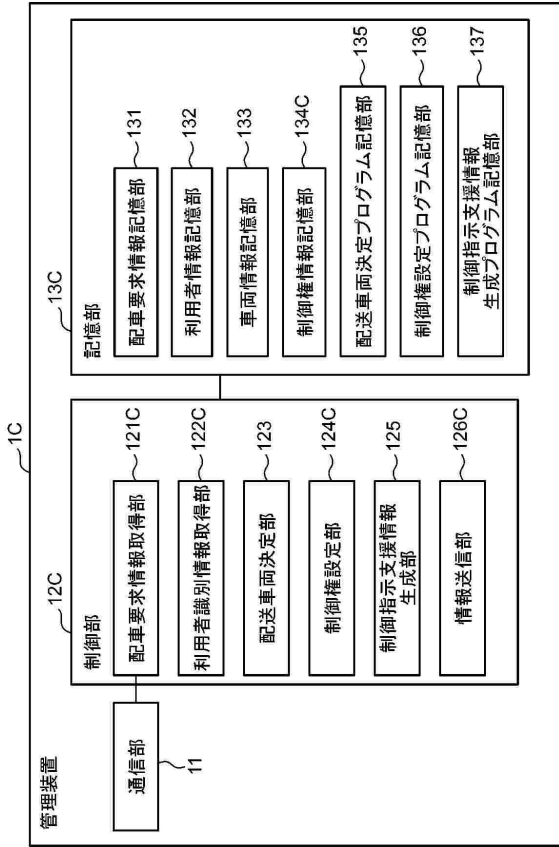 1C
管理装置
通信部
11
12C
制御部
配車要求情報取得部
121C
利用者識別情報取得部
122C
配送車両決定部
123
制御権設定部
124C
制御指示支援情報
生成部
125
情報送信部
126C
13C
記憶部
配車要求情報記憶部
131
利用者情報記憶部
132
車両情報記憶部
133
制御権情報記憶部
134C
配送車両決定プログラム記憶部
135
制御権設定プログラム記憶部
136
制御指示支援情報
生成プログラム記憶部
137